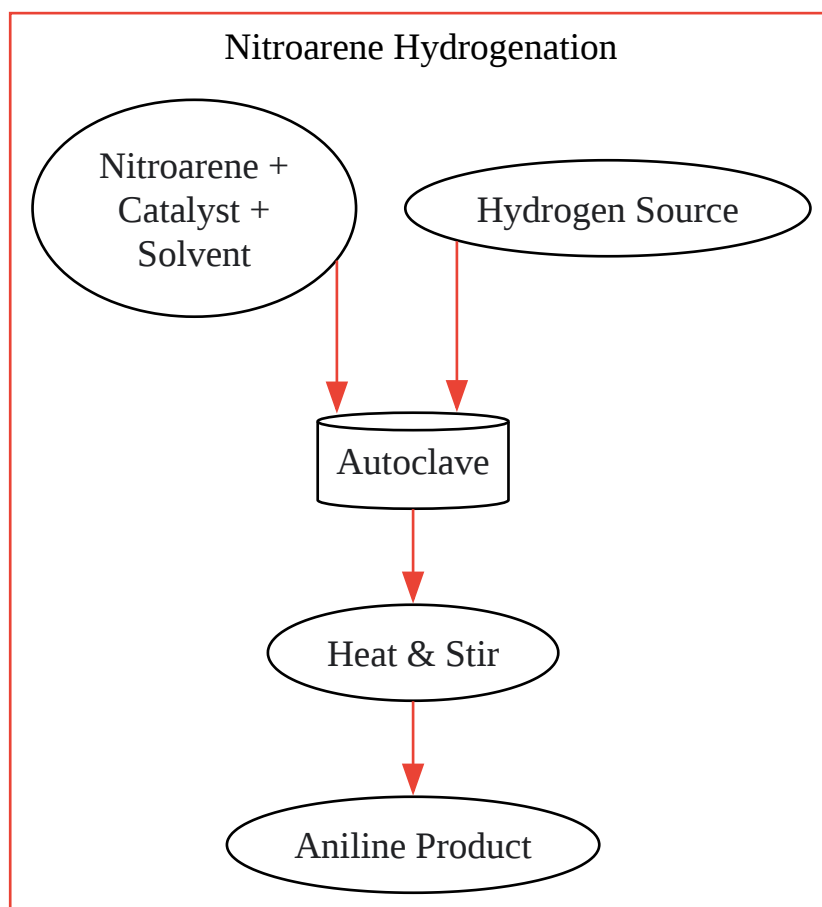 Nitroarene Hydrogenation
Nitroarene +
Catalyst +
Solvent
Hydrogen Source
Autoclave
Heat & Stir
Aniline Product